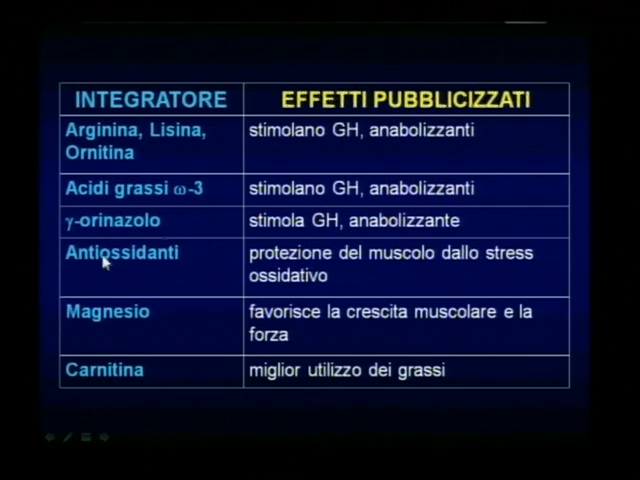 INTEGRATORE EFFETTI PUBBLICIZZATI
Arginina, Lisina, stimolano GH, anabolizzanti
Ornitina
Acidi grassi ω-3 stimolano GH, anabolizzanti
γ-orinazolo stimola GH, anabolizzante
Antiossidanti protezione del muscolo dallo stress
ossidativo
Magnesio favorisce la crescita muscolare e la
forza
Carnitina miglior utilizzo dei grassi